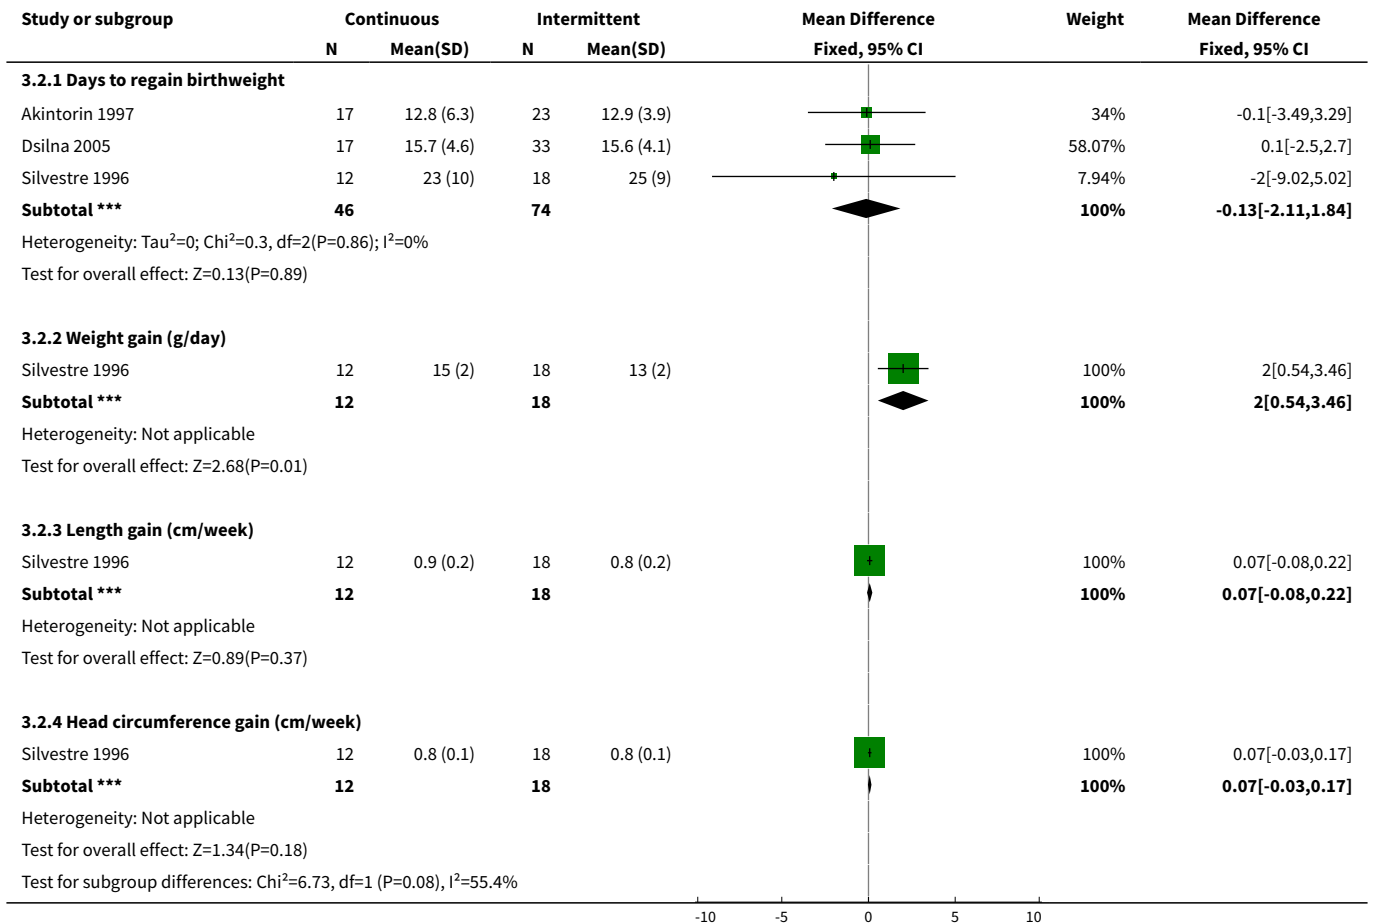 Study or subgroup Continuous Intermittent Mean Difference Weight Mean Difference
N Mean(SD) N Mean(SD) Fixed, 95% CI Fixed, 95% CI
3.2.1 Days to regain birthweight
Akintorin 1997 17 12.8 (6.3) 23 12.9 (3.9) 34% -0.1[-3.49,3.29]
Dsilna 2005 17 15.7 (4.6) 33 15.6 (4.1) 58.07% 0.1[-2.5,2.7]
Silvestre 1996 12 23 (10) 18 25 (9) 7.94% -2[-9.02,5.02]
Subtotal *** 46 74 100% -0.13[-2.11,1.84]
Heterogeneity: Tau²=0; Chi²=0.3, df=2(P=0.86); I²=0%
Test for overall effect: Z=0.13(P=0.89)
3.2.2 Weight gain (g/day)
Silvestre 1996 12 15 (2) 18 13 (2) 100% 2[0.54,3.46]
Subtotal *** 12 18 100% 2[0.54,3.46]
Heterogeneity: Not applicable
Test for overall effect: Z=2.68(P=0.01)
3.2.3 Length gain (cm/week)
Silvestre 1996 12 0.9 (0.2) 18 0.8 (0.2) 100% 0.07[-0.08,0.22]
Subtotal *** 12 18 100% 0.07[-0.08,0.22]
Heterogeneity: Not applicable
Test for overall effect: Z=0.89(P=0.37)
3.2.4 Head circumference gain (cm/week)
Silvestre 1996 12 0.8 (0.1) 18 0.8 (0.1) 100% 0.07[-0.03,0.17]
Subtotal *** 12 18 100% 0.07[-0.03,0.17]
Heterogeneity: Not applicable
Test for overall effect: Z=1.34(P=0.18)
Test for subgroup differences: Chi²=6.73, df=1 (P=0.08), I²=55.4%
-10 -5 0 5 10